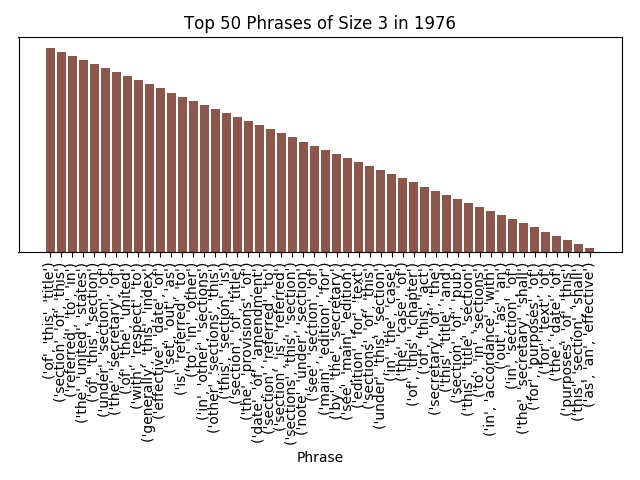 Top 50 Phrases of Size 3 in 1976
('of', 'this', 'title')
('section', 'of', 'this')
('referred', 'to', 'in')
('the', 'united', 'states')
('of', 'this', 'section')
('under', 'section', 'of')
('the', 'secretary', 'of')
('of', 'the', 'united')
('with', 'respect', 'to')
('generally', 'this', 'index')
('effective', 'date', 'of')
('set', 'out', 'as')
('is', 'referred', 'to')
('to', 'in', 'other')
('in', 'other', 'sections')
('other', 'sections', 'this')
('this', 'section',
('section', 'of', 'title')
('the', 'provisions', 'of')
('date', 'of', 'amendment')
('section', 'referred', 'to')
('section', 'is', 'referred')
('sections', 'this', 'section')
('note', 'under', 'section')
('see', 'section', 'of')
('main', 'edition', 'for')
('by', 'the', 'secretary')
('see', 'main', 'edition')
('edition', 'for', 'text')
('sections', 'of', 'this')
('under', 'this', 'section')
('in', 'the', 'case')
('the', 'case', 'of')
('of', 'this', 'chapter')
('of', 'this', 'act')
('secretary', 'of', 'the')
('this', 'title', 'and')
('section', 'of', 'pub')
('this', 'title', 'section')
('to', 'in', 'sections')
('in', 'accordance', 'with')
('out', 'as', 'an')
('in', 'section', 'of')
('the', 'secretary', 'shall')
('for', 'purposes', 'of')
('for', 'text', 'of')
('the', 'date', 'of')
('purposes', 'of', 'this')
('this', 'section', 'shall')
('as', 'an', 'effective')
Phrase